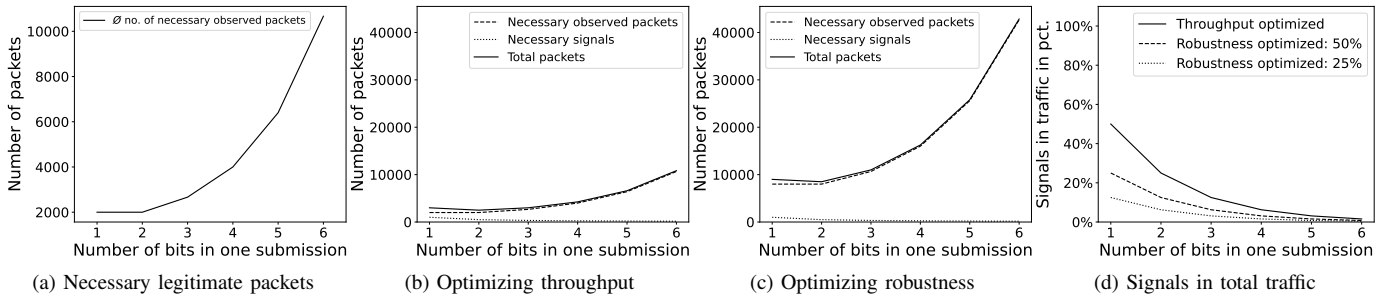 Ø no. of necessary observed packets
Number of packets
10000
8000
6000
4000
2000
1 2 3 4 5 6
Number of bits in one submission
(a) Necessary legitimate packets
Necessary observed packets
Necessary signals
Total packets
Number of packets
40000
30000
20000
10000
0
1 2 3 4 5 6
Number of bits in one submission
(b) Optimizing throughput
Necessary observed packets
Necessary signals
Total packets
Number of packets
40000
30000
20000
10000
0
1 2 3 4 5 6
Number of bits in one submission
(c) Optimizing robustness
Throughput optimized
Robustness optimized: 50%
Robustness optimized: 25%
Signals in traffic in pct.
100%
80%
60%
40%
20%
0%
1 2 3 4 5 6
Number of bits in one submission
(d) Signals in total traffic